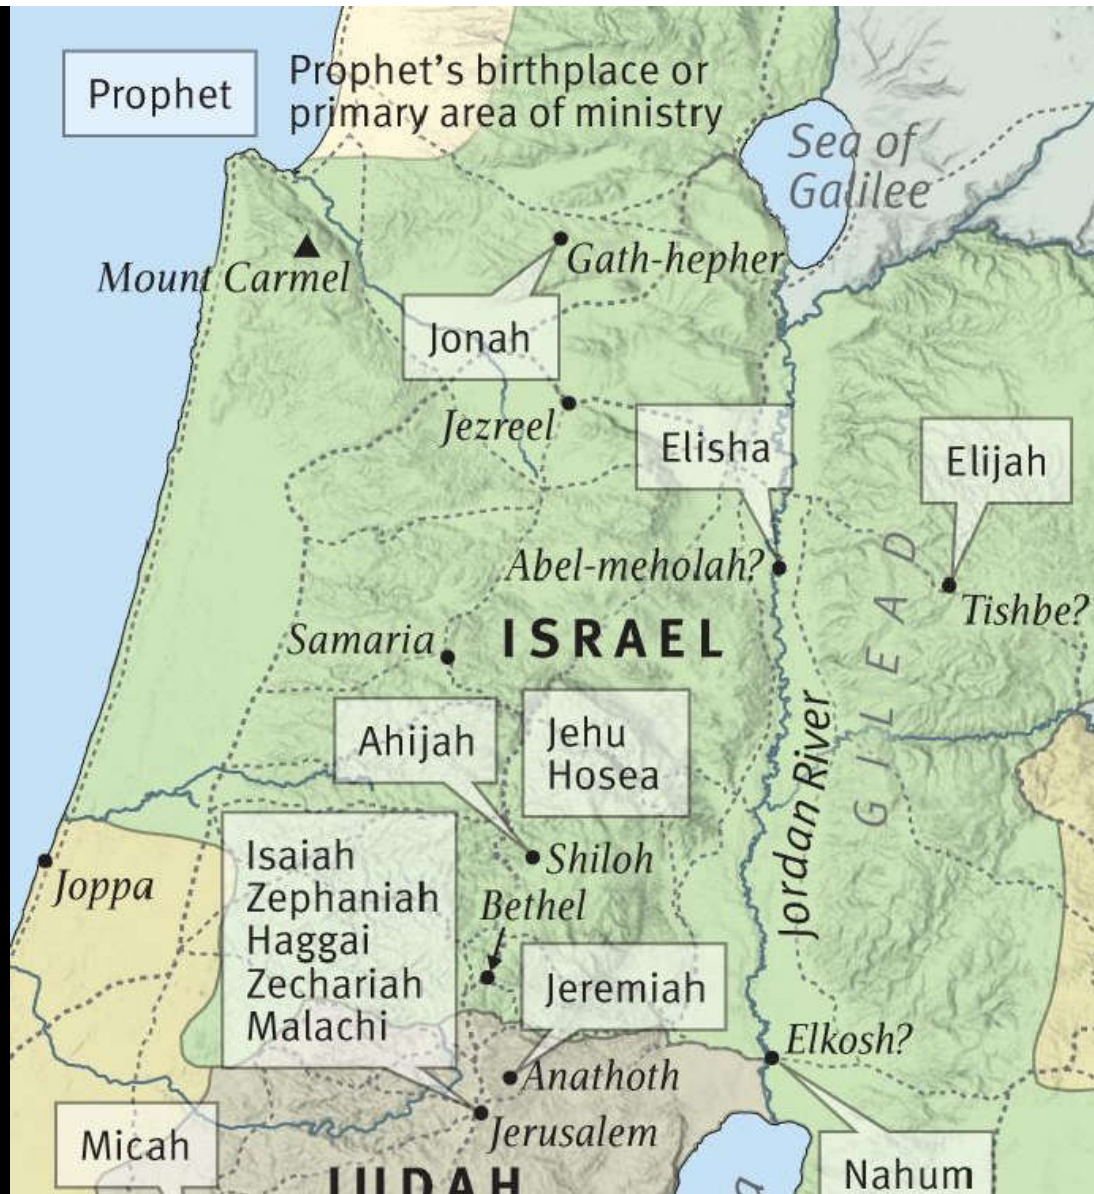 Prophet
Prophet's birthplace or
primary area of ministry
Sea of
Galilee
Mount Carmel
Gath-hepher
Jonah
Jezreel
Elisha
Elijah
Abel-meholah?
Tishbe?
Samaria
ISRAEL
GILEAD
Ahijah
Jehu
Hosea
Jordan River
Shiloh
Joppa
Isaiah
Zephaniah
Haggai
Zechariah
Malachi
Bethel
Jeremiah
Elkosh?
Anathoth
Jerusalem
Micah
Nahum
JUDAH
a